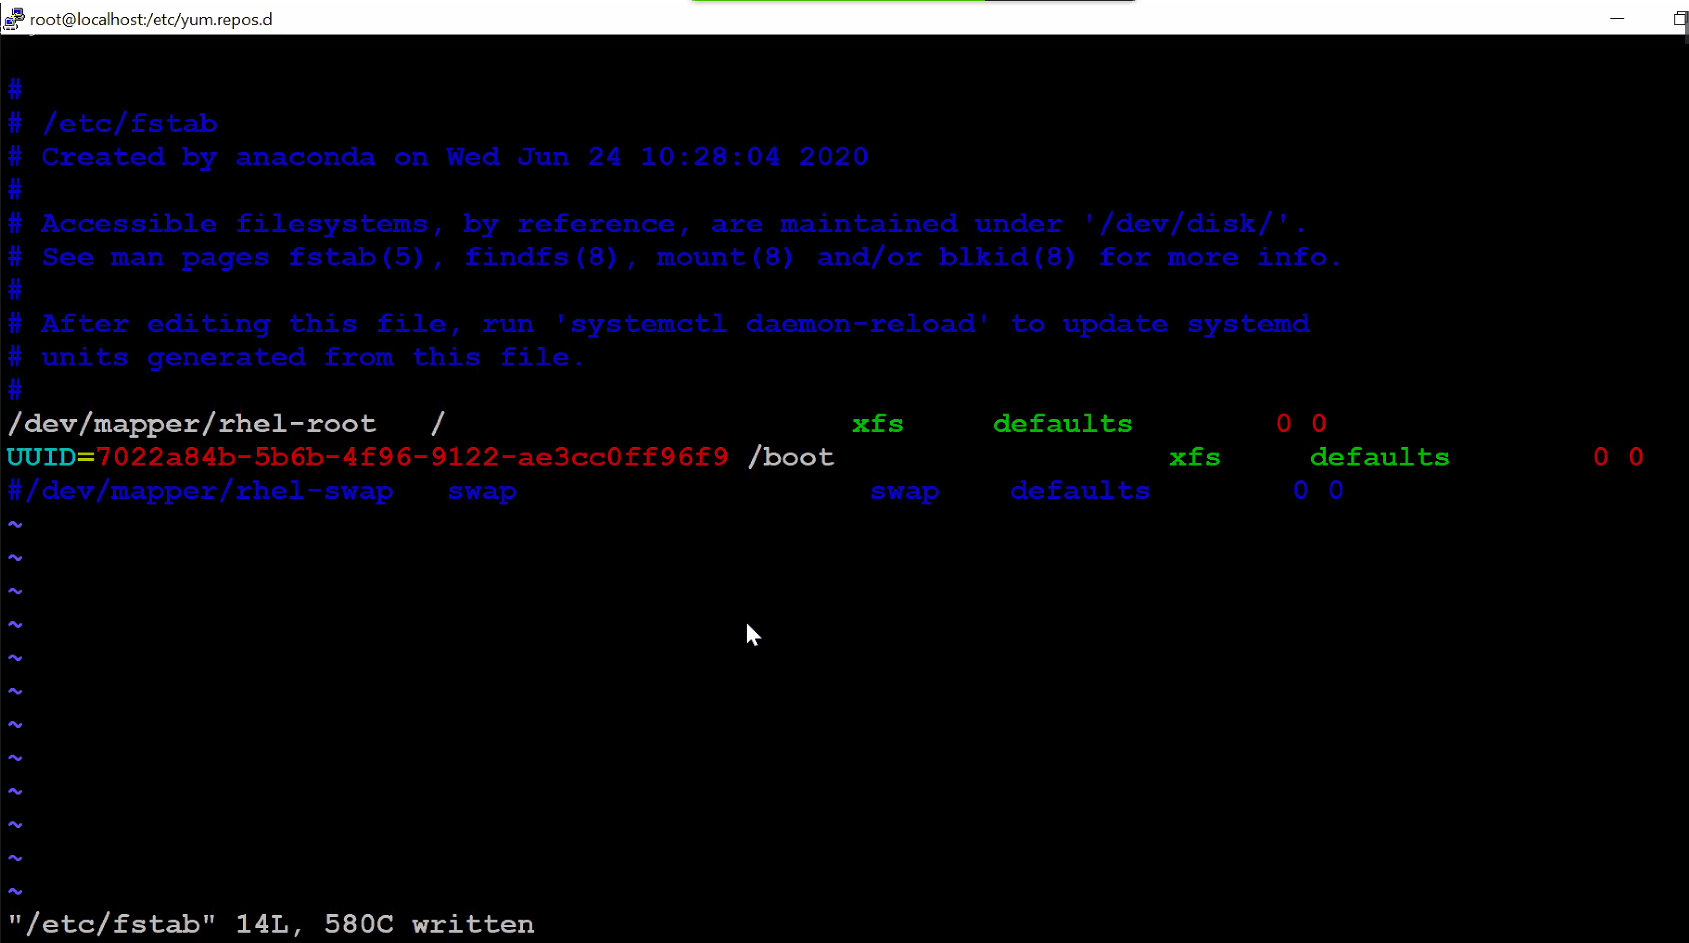 root@localhost:/etc/yum.repos.d
#
# /etc/fstab
# Created by anaconda on Wed Jun 24 10:28:04 2020
#
# Accessible filesystems, by reference, are maintained under '/dev/disk/'.
# See man pages fstab(5), findfs(8), mount(8) and/or blkid(8) for more info.
#
# After editing this file, run 'systemctl daemon-reload' to update systemd
# units generated from this file.
#
/dev/mapper/rhel-root   /                       xfs     defaults        0 0
UUID=7022a84b-5b6b-4f96-9122-ae3cc0ff96f9 /boot                   xfs     defaults        0 0
#/dev/mapper/rhel-swap   swap                    swap    defaults        0 0
~
~
~
~
~
~
~
~
~
~
~
~
"/etc/fstab" 14L, 580C written